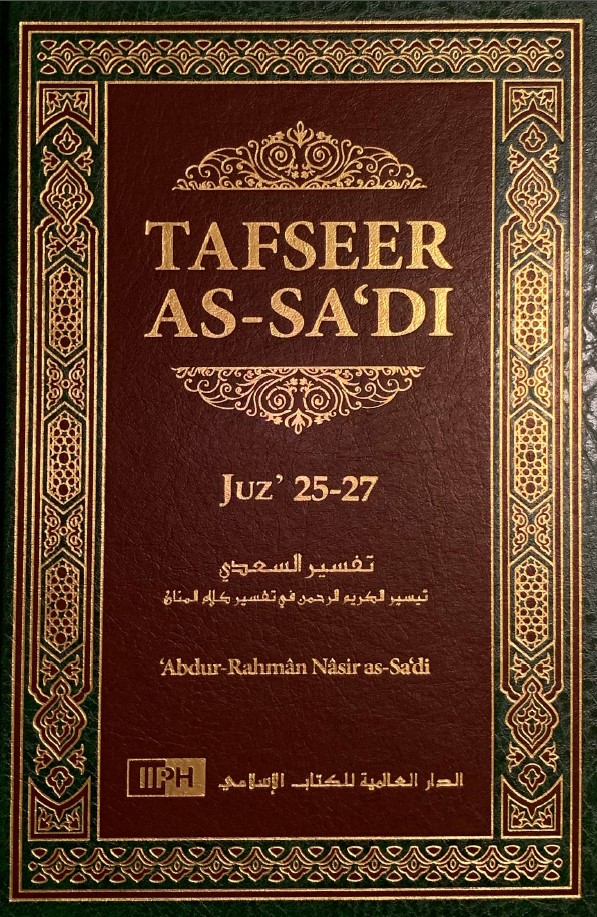 TAFSEER
AS-SA‘DI
JUZ’ 25-27
تفسير السعدي
تيسير الكريم الرحمن في تفسير كلام المنان
‘Abdur-Rahmân Nâsir as-Sa‘di
IIPH
الدار العالمية للكتاب الإسلامي